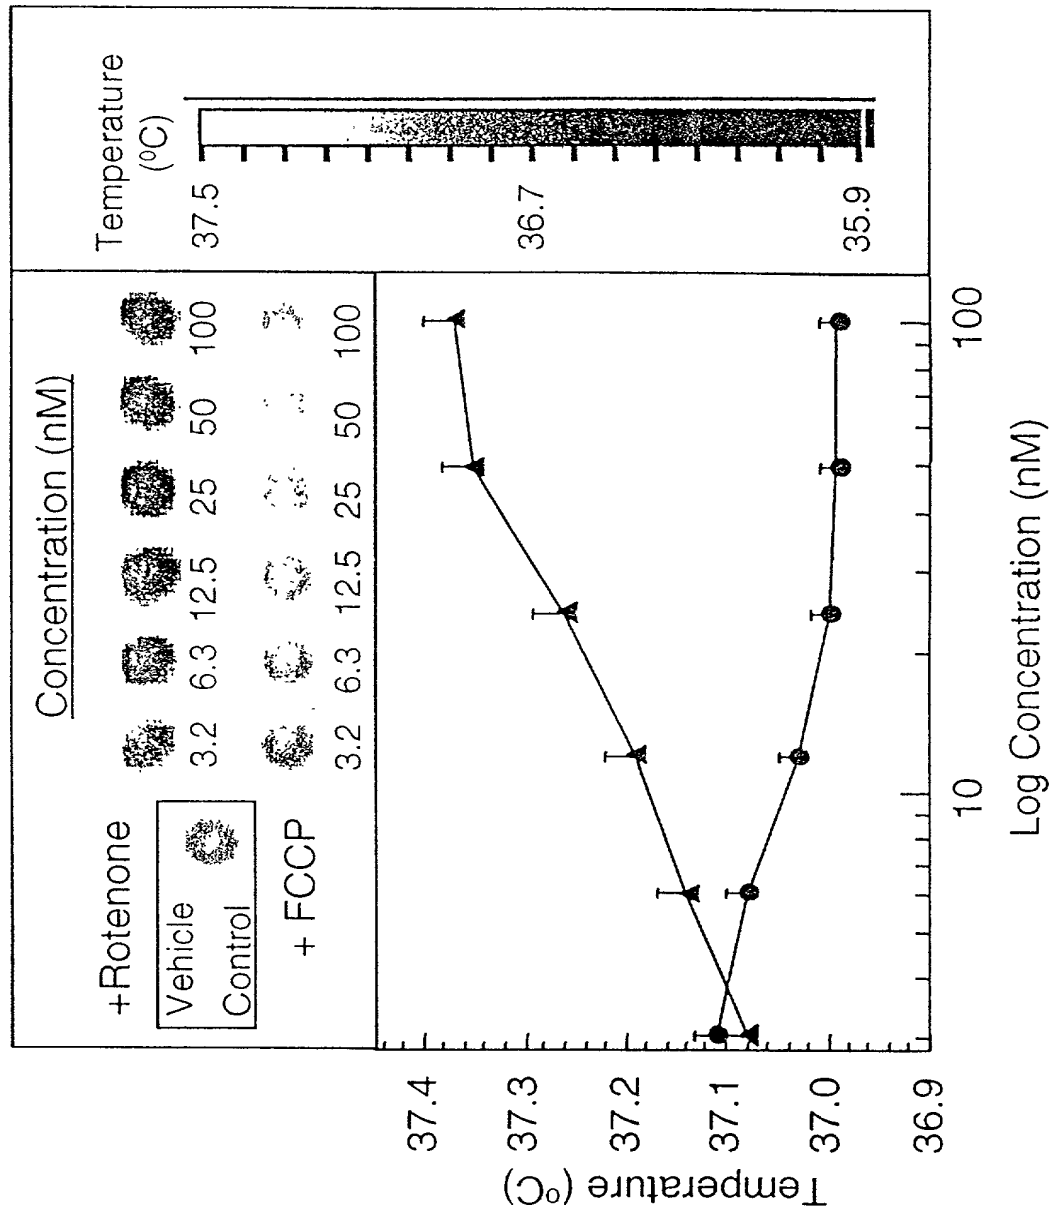 Concentration (nM)
+Rotenone
3.2 6.3 12.5 25 50 100
Vehicle
Control
+ FCCP
3.2 6.3 12.5 25 50 100
Temperature
(⁰C)
37.5
36.7
35.9
Temperature (⁰C)
37.4
37.3
37.2
37.1
37.0
36.9
10 100
Log Concentration (nM)